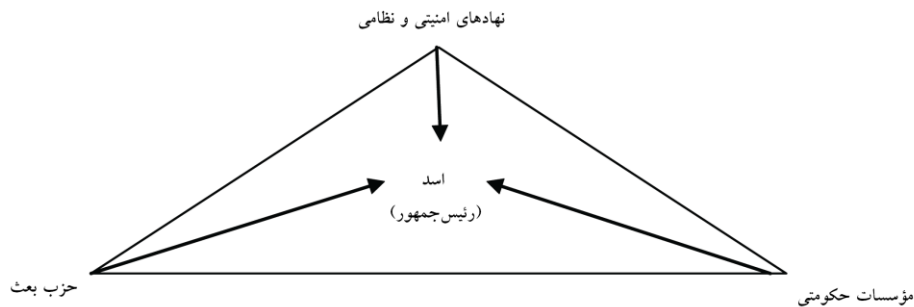 نهادهای امنیتی و نظامی
اسد
(رئیس‌جمهور)
مؤسسات حکومتی
حزب بعث